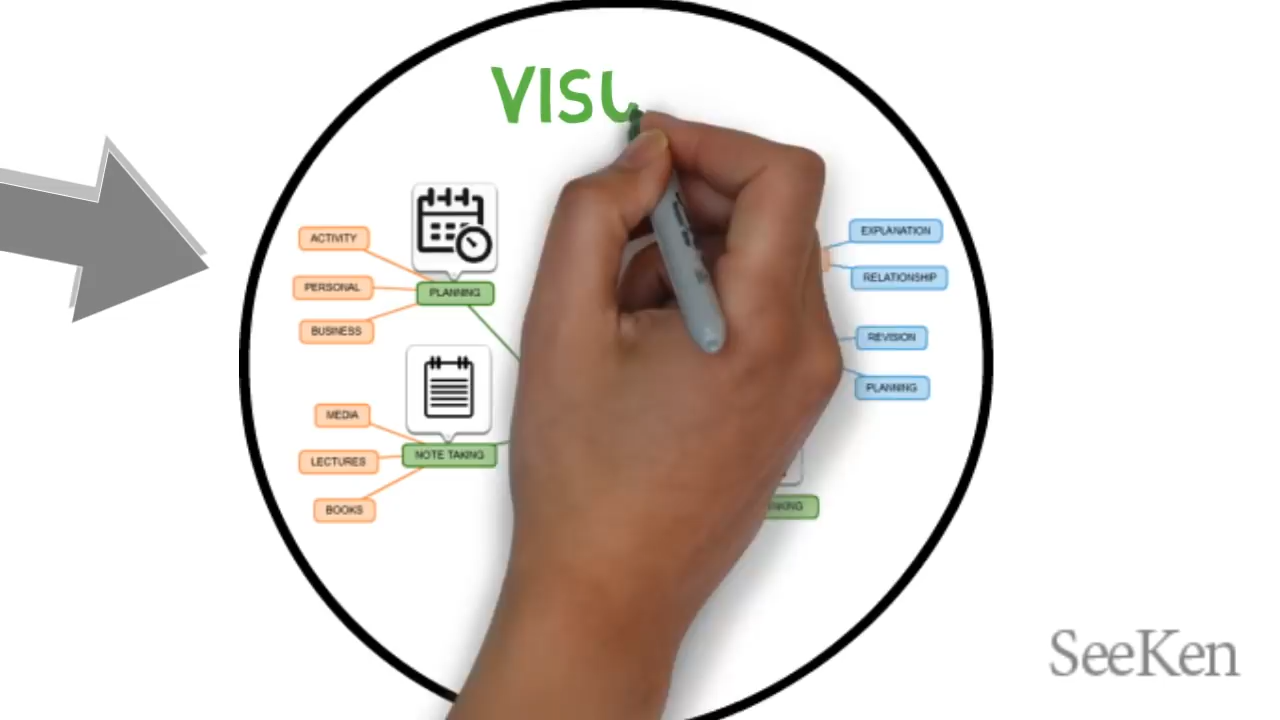 VISU
ACTIVITY
PERSONAL
BUSINESS
PLANNING
MEDIA
LECTURES
BOOKS
NOTE TAKING
EXPLANATION
RELATIONSHIP
REVISION
PLANNING
SeeKen